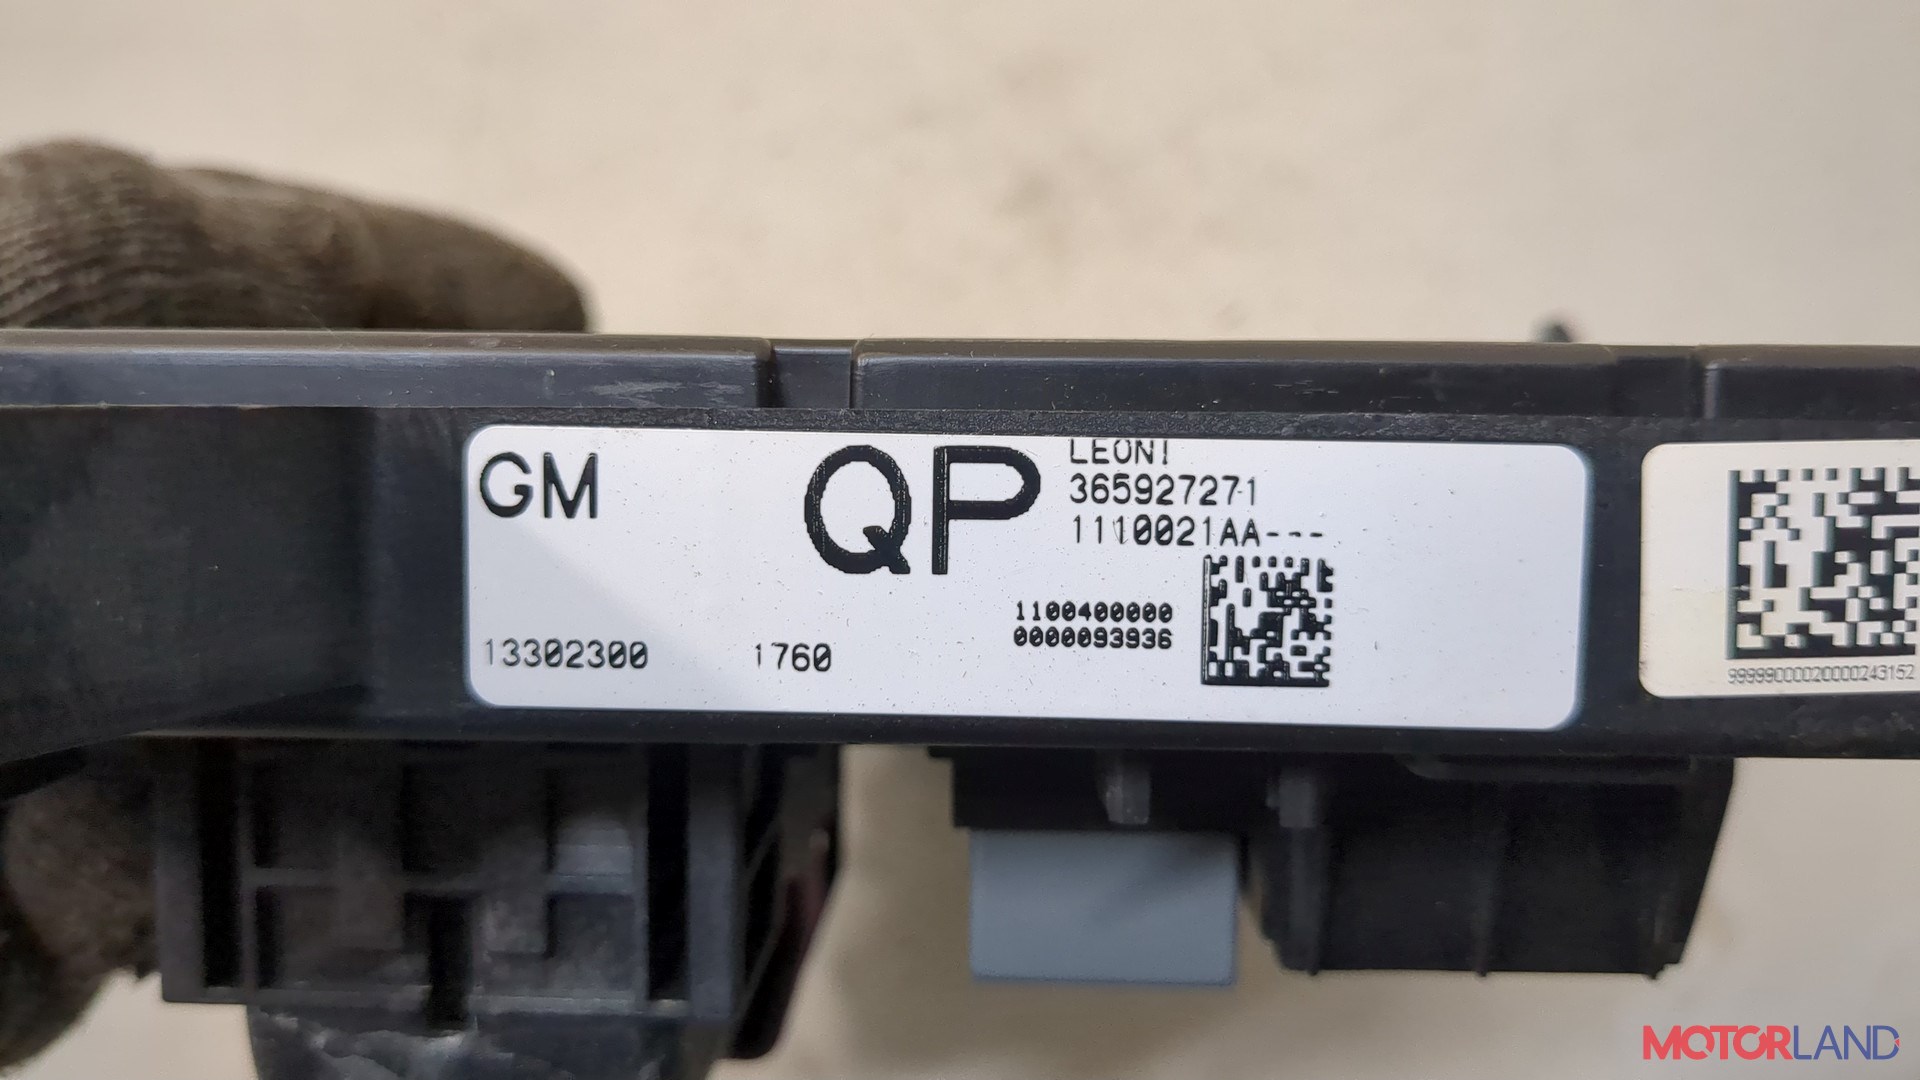 GM
QP
LEONI
365927271
1110021AA---
1100400000
0000093936
13302300
1760
99999000020000243152
MOTORLAND